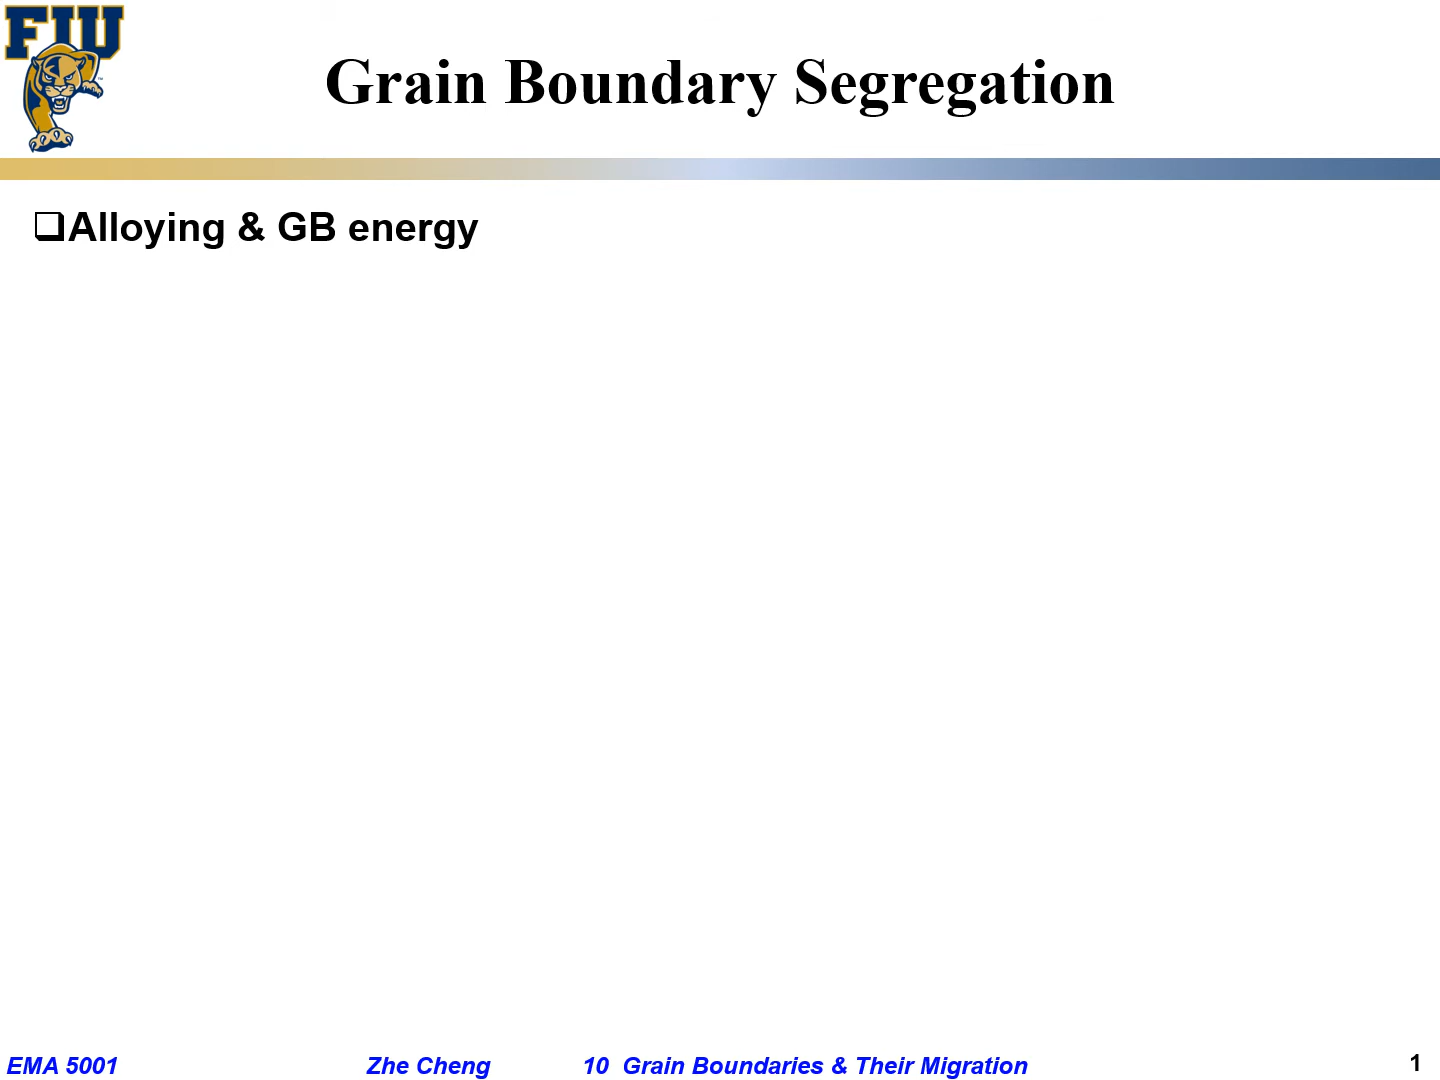 FIU
Grain Boundary Segregation
❑Alloying & GB energy
EMA 5001 Zhe Cheng 10 Grain Boundaries & Their Migration 1